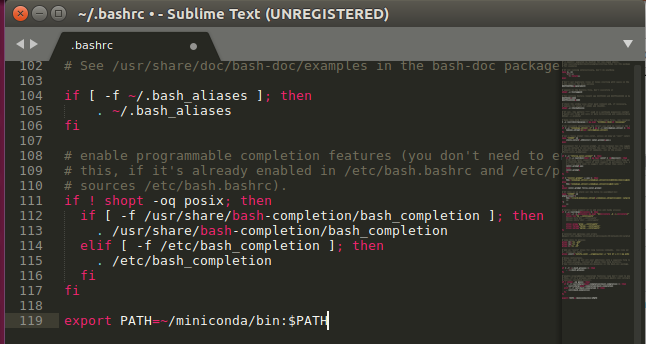 ~/.bashrc • - Sublime Text (UNREGISTERED)
.bashrc
102 # See /usr/share/doc/bash-doc/examples in the bash-doc package
103
104 if [ -f ~/.bash_aliases ]; then
105 . ~/.bash_aliases
106 fi
107
108 # enable programmable completion features (you don't need to
109 # this, if it's already enabled in /etc/bash.bashrc and
110 # sources /etc/bash.bashrc).
111 if ! shopt -oq posix; then
112 if [ -f /usr/share/bash-completion/bash_completion ]; then
113 . /usr/share/bash-completion/bash_completion
114 elif [ -f /etc/bash_completion ]; then
115 . /etc/bash_completion
116 fi
117 fi
118
119 export PATH=~/miniconda/bin:$PATH